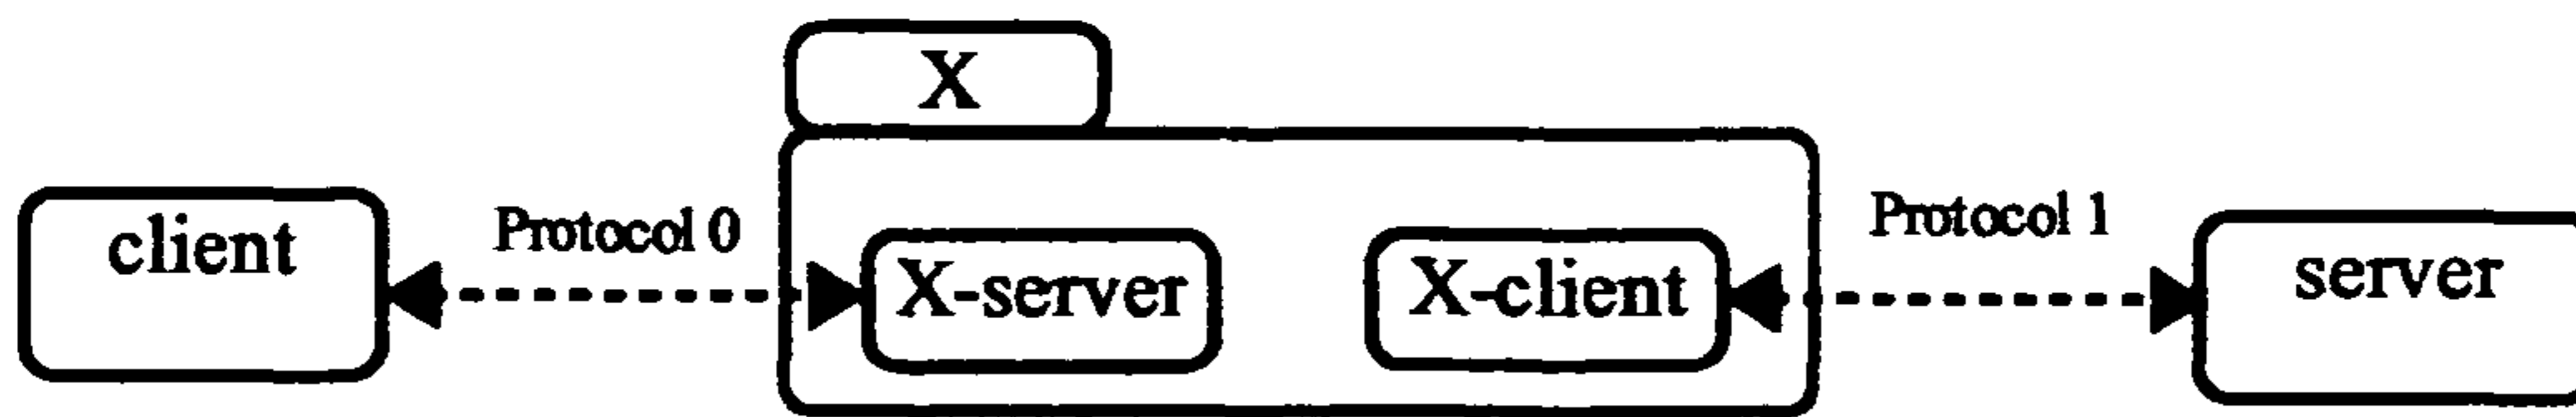 X
client
Protocol 0
X-server
X-client
Protocol 1
server